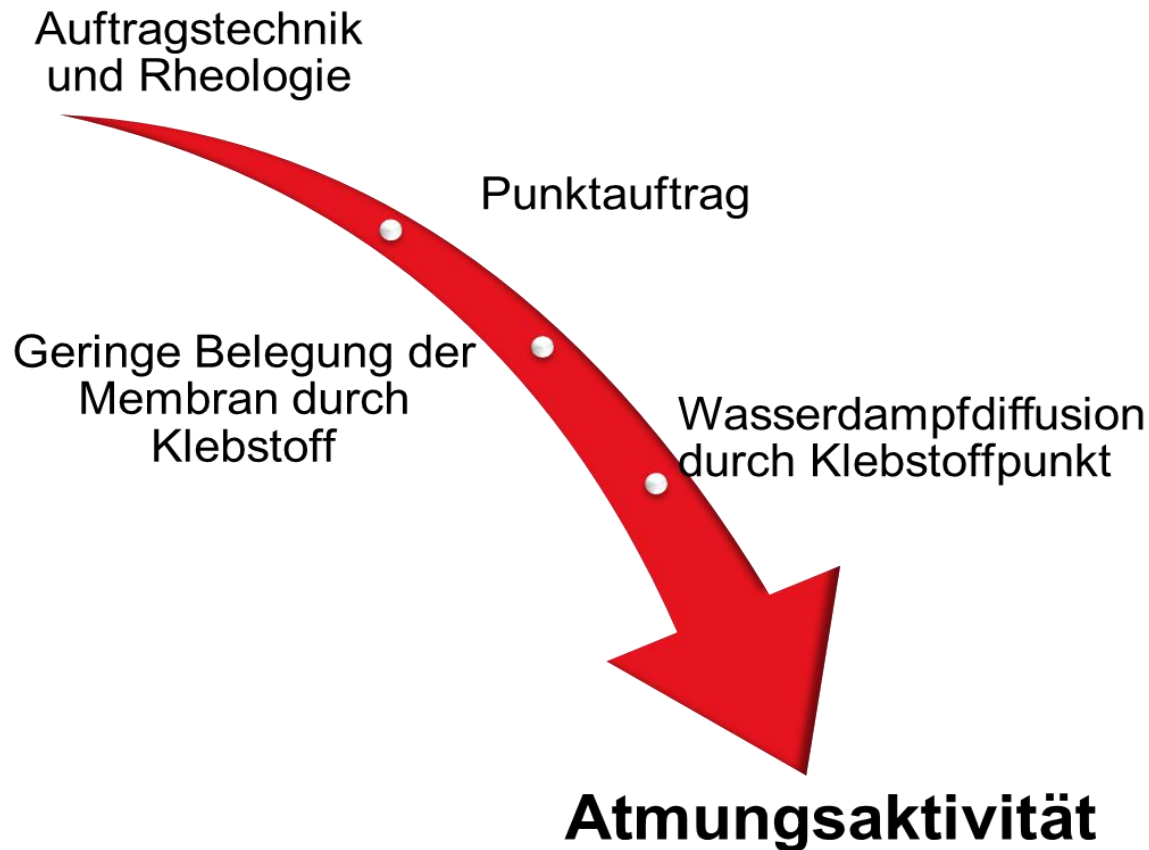 Auftragstechnik
und Rheologie
Punktauftrag
Geringe Belegung der
Membran durch
Klebstoff
Wasserdampfdiffusion
durch Klebstoffpunkt
Atmungsaktivität